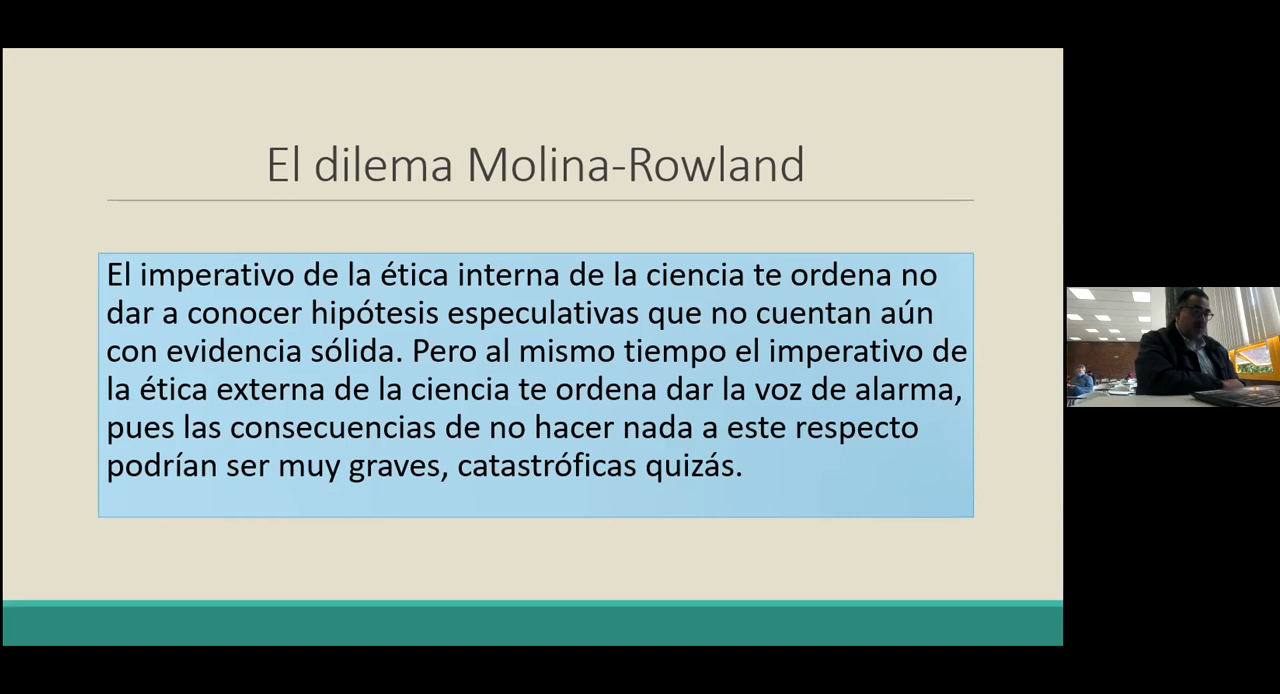 El dilema Molina-Rowland
El imperativo de la ética interna de la ciencia te ordena no
dar a conocer hipótesis especulativas que no cuentan aún
con evidencia sólida. Pero al mismo tiempo el imperativo de
la ética externa de la ciencia te ordena dar la voz de alarma,
pues las consecuencias de no hacer nada a este respecto
podrían ser muy graves, catastróficas quizás.